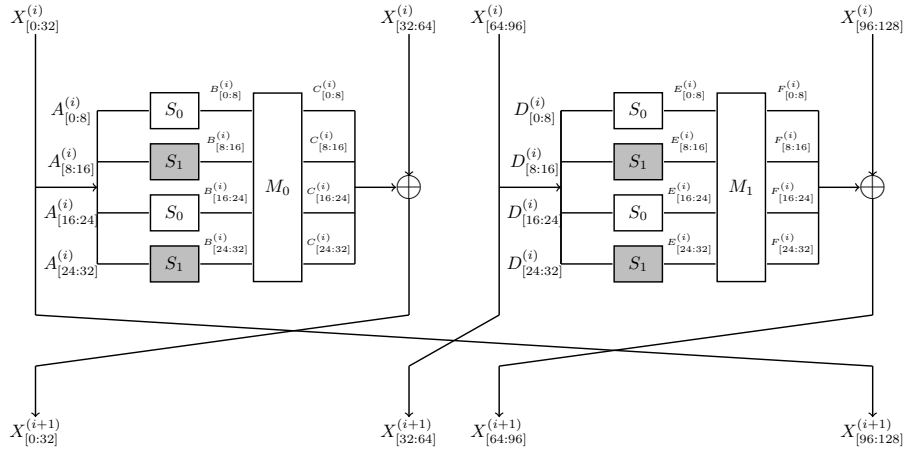 X^{(i)}_{[0:32]} X^{(i)}_{[32:64]} X^{(i)}_{[64:96]} X^{(i)}_{[96:128]}
A^{(i)}_{[0:8]} S_0 B^{(i)}_{[0:8]} C^{(i)}_{[0:8]} D^{(i)}_{[0:8]} S_0 E^{(i)}_{[0:8]} F^{(i)}_{[0:8]}
A^{(i)}_{[8:16]} S_1 B^{(i)}_{[8:16]} C^{(i)}_{[8:16]} D^{(i)}_{[8:16]} S_1 E^{(i)}_{[8:16]} F^{(i)}_{[8:16]}
M_0 M_1
A^{(i)}_{[16:24]} S_0 B^{(i)}_{[16:24]} C^{(i)}_{[16:24]} D^{(i)}_{[16:24]} S_0 E^{(i)}_{[16:24]} F^{(i)}_{[16:24]}
A^{(i)}_{[24:32]} S_1 B^{(i)}_{[24:32]} C^{(i)}_{[24:32]} D^{(i)}_{[24:32]} S_1 E^{(i)}_{[24:32]} F^{(i)}_{[24:32]}
X^{(i+1)}_{[0:32]} X^{(i+1)}_{[32:64]} X^{(i+1)}_{[64:96]} X^{(i+1)}_{[96:128]}